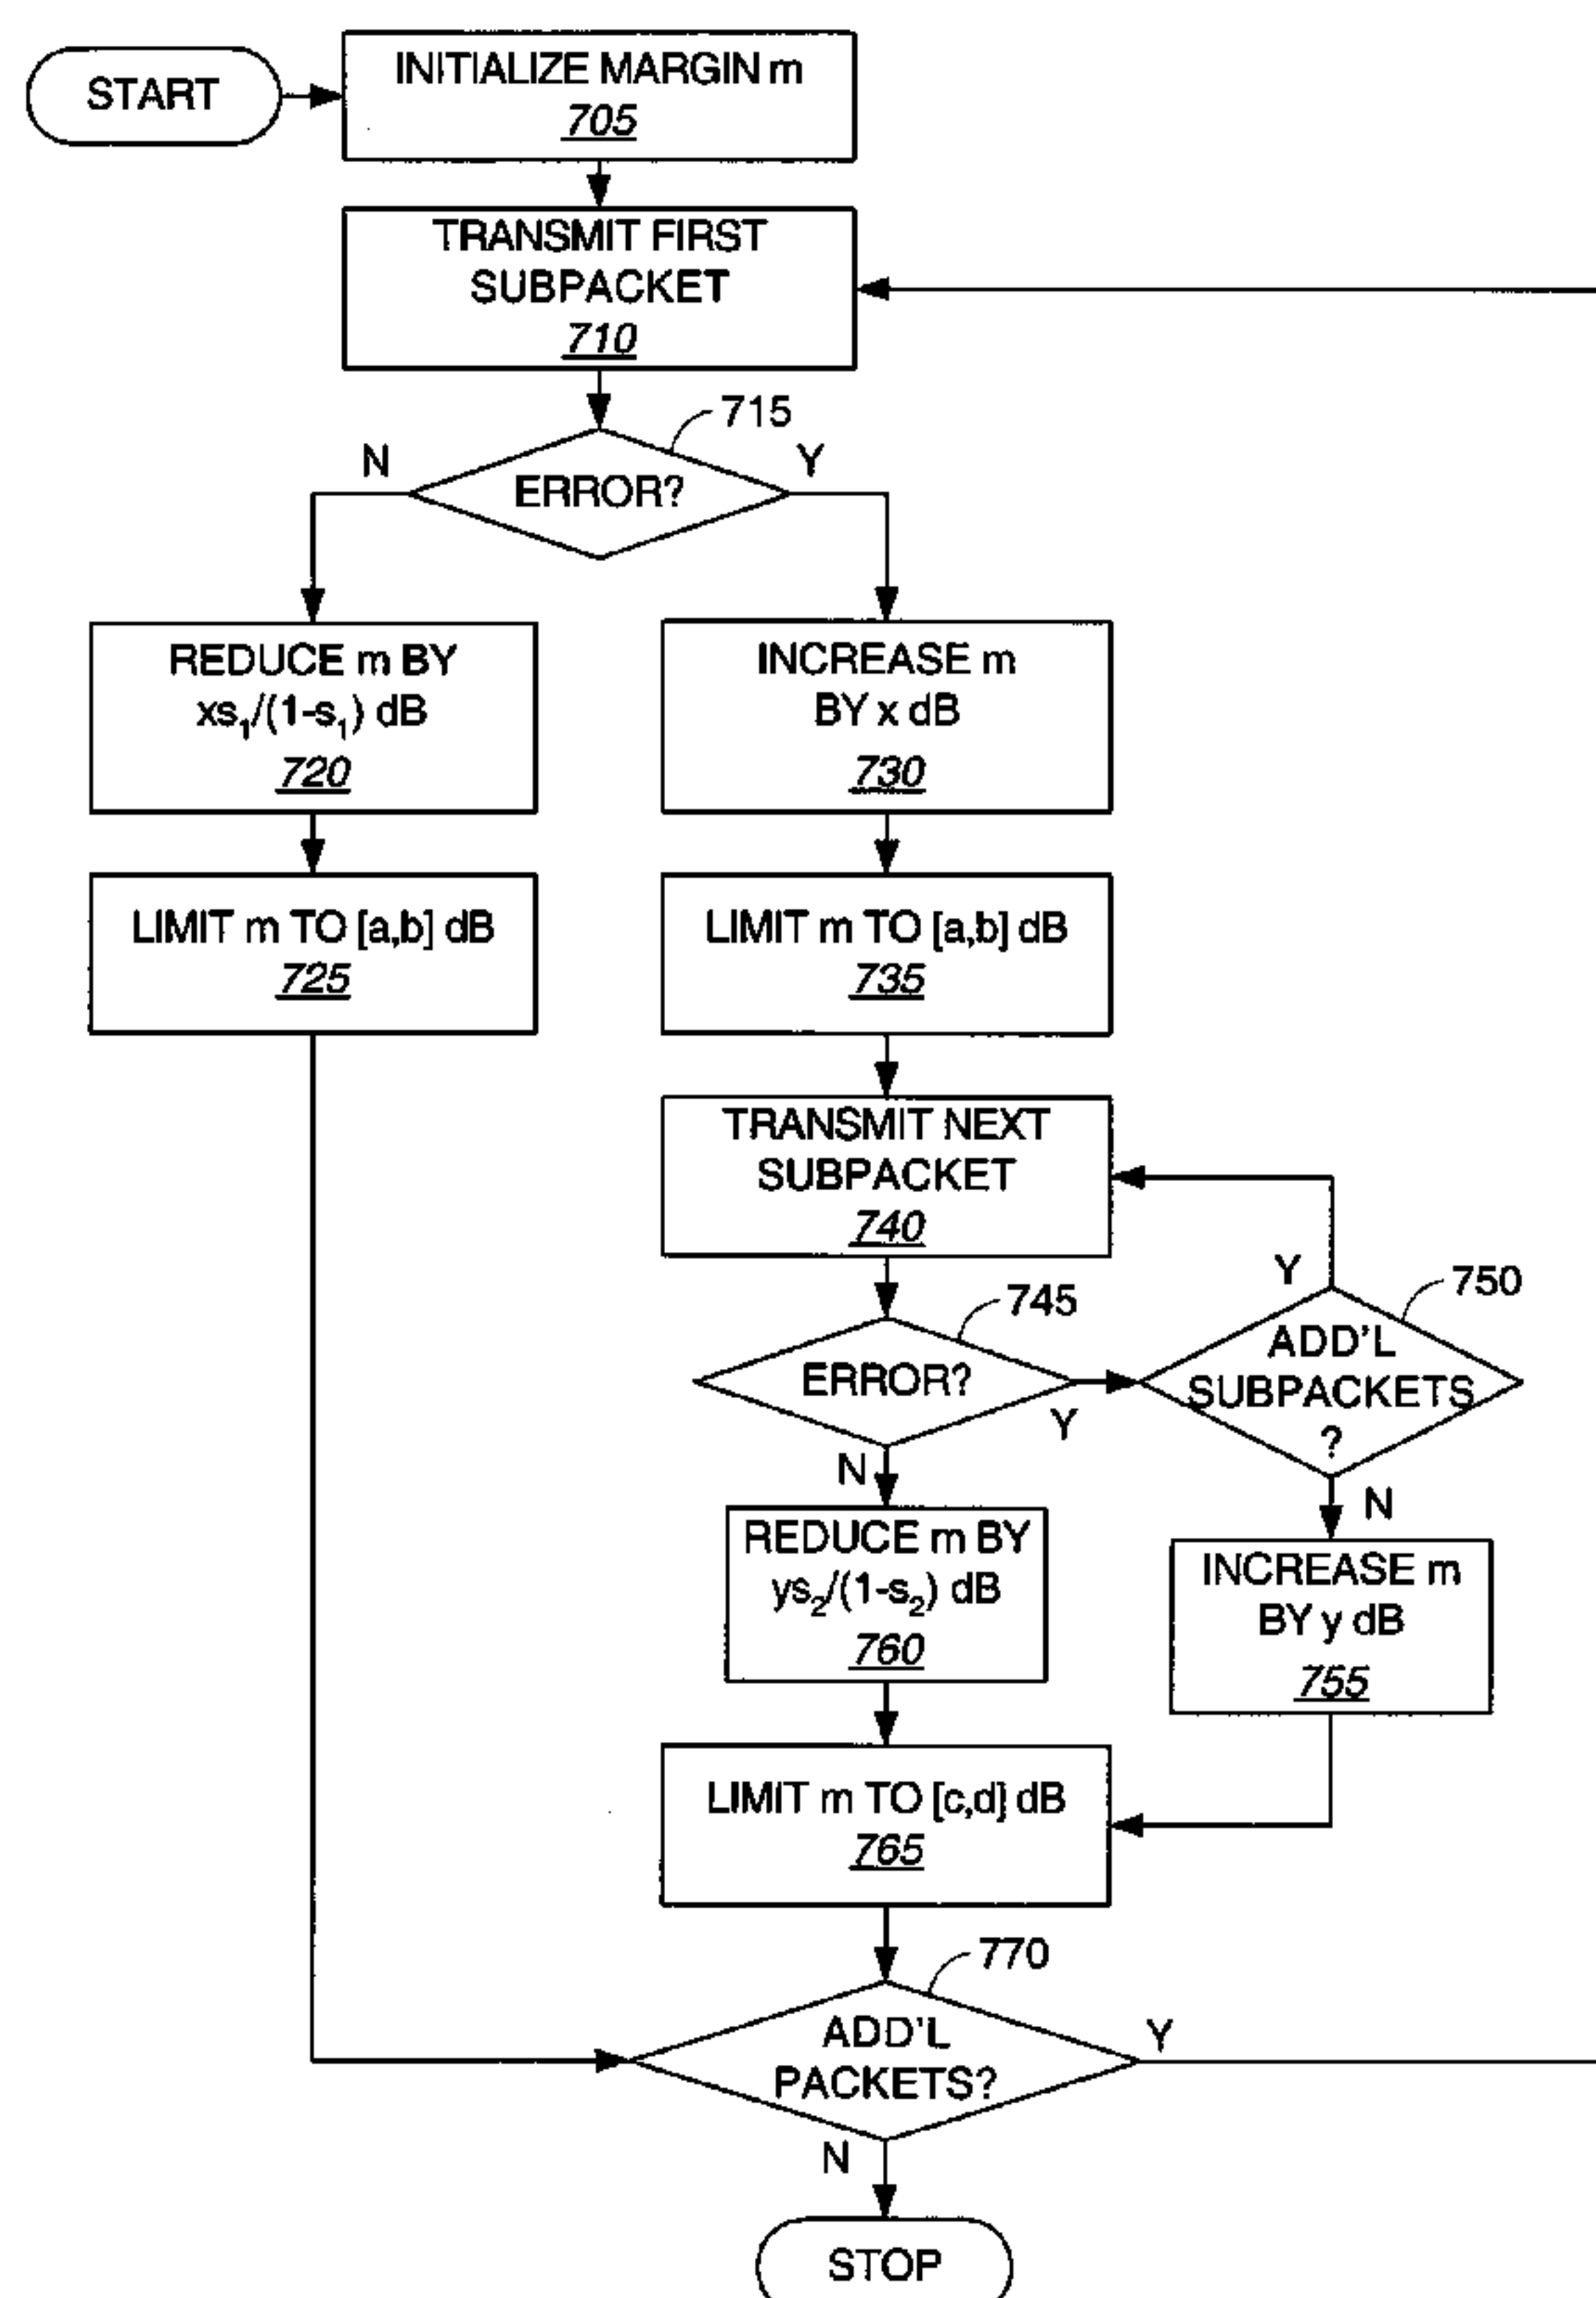 START
INITIALIZE MARGIN m
705
TRANSMIT FIRST
SUBPACKET
710
715
N
Y
ERROR?
REDUCE m BY
xs₁/(1-s₁) dB
720
INCREASE m
BY x dB
730
LIMIT m TO [a,b] dB
725
LIMIT m TO [a,b] dB
735
TRANSMIT NEXT
SUBPACKET
740
745
ERROR?
Y
N
Y
750
ADD'L
SUBPACKETS
?
N
REDUCE m BY
ys₂/(1-s₂) dB
760
INCREASE m
BY y dB
755
LIMIT m TO [c,d] dB
765
770
ADD'L
PACKETS?
Y
N
STOP